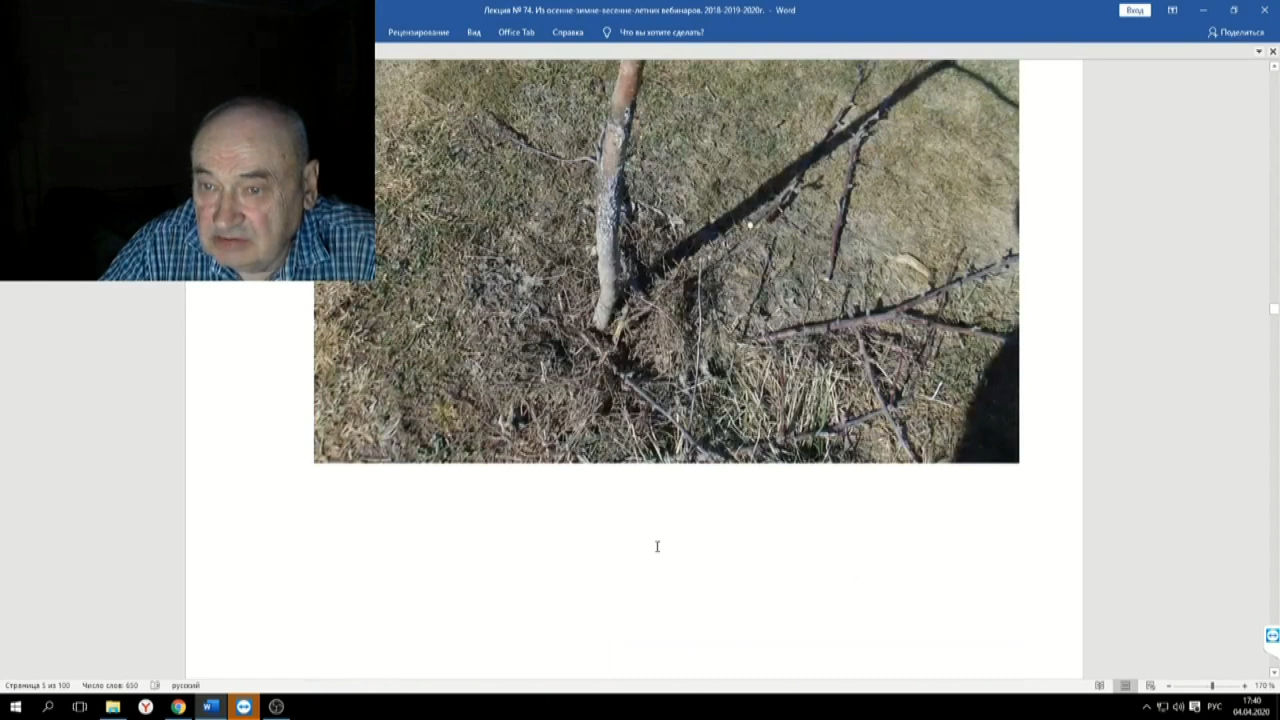 Лекция № 74. Из осенне-зимне-весенне-летних вебинаров. 2018-2019-2020г. - Word
Вход
Рецензирование Вид Office Tab Справка Что вы хотите сделать? Поделиться
Страница 5 из 100 Число слов: 650 русский 170 %
РУС 17:40
04.04.2020